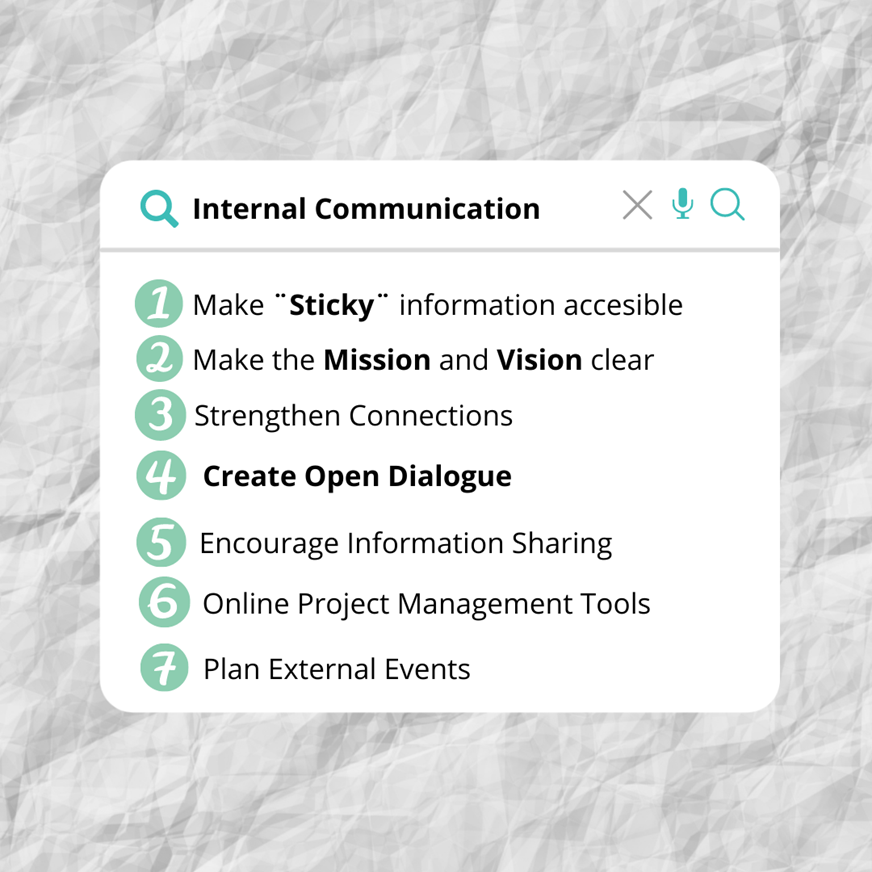 Internal Communication
1 Make ¨Sticky¨ information accesible
2 Make the Mission and Vision clear
3 Strengthen Connections
4 Create Open Dialogue
5 Encourage Information Sharing
6 Online Project Management Tools
7 Plan External Events